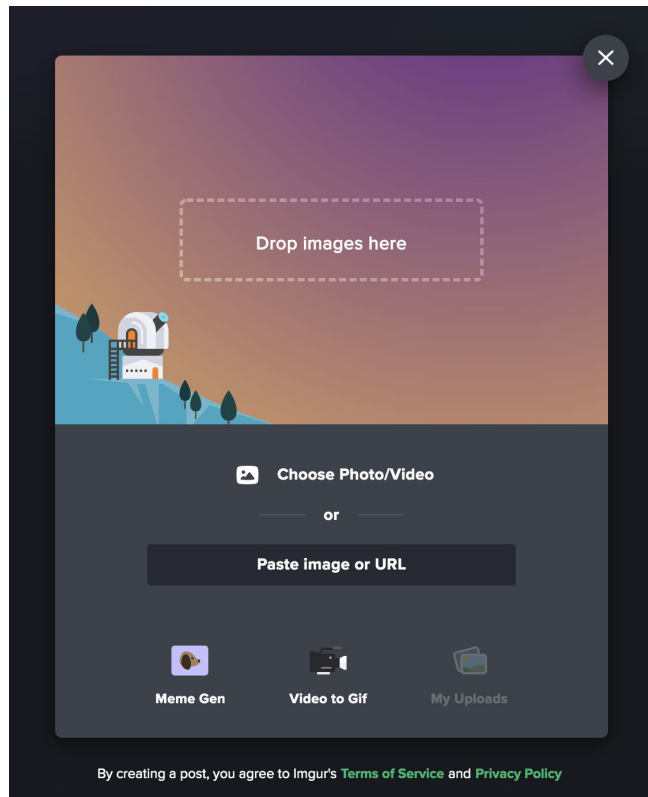 Drop images here
Choose Photo/Video
or
Paste image or URL
Meme Gen
Video to Gif
My Uploads
By creating a post, you agree to Imgur's Terms of Service and Privacy Policy